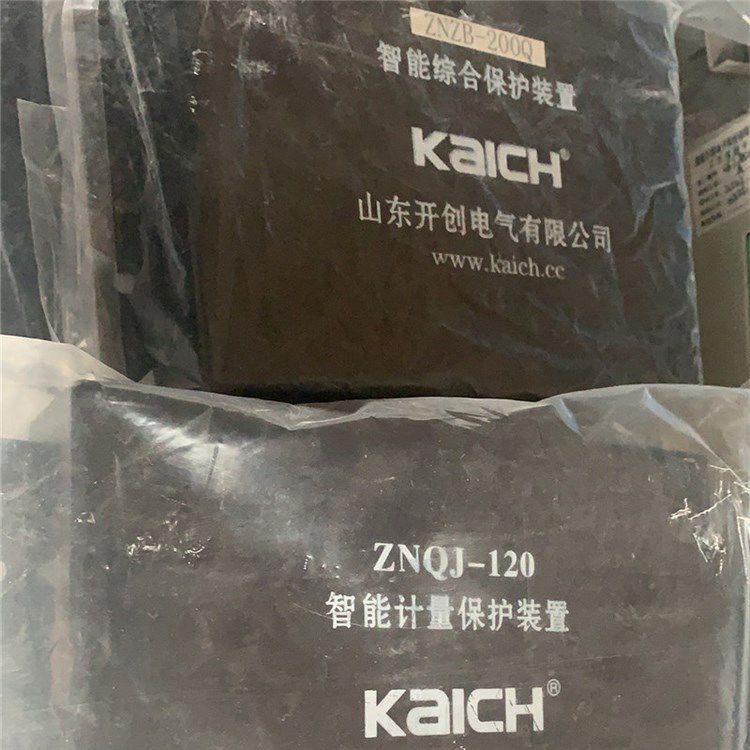 ZNZB-200Q
智能综合保护装置
KaICH®
山东开创电气有限公司
www.kaich.cc
ZNQJ-120
智能计量保护装置
KaICH®